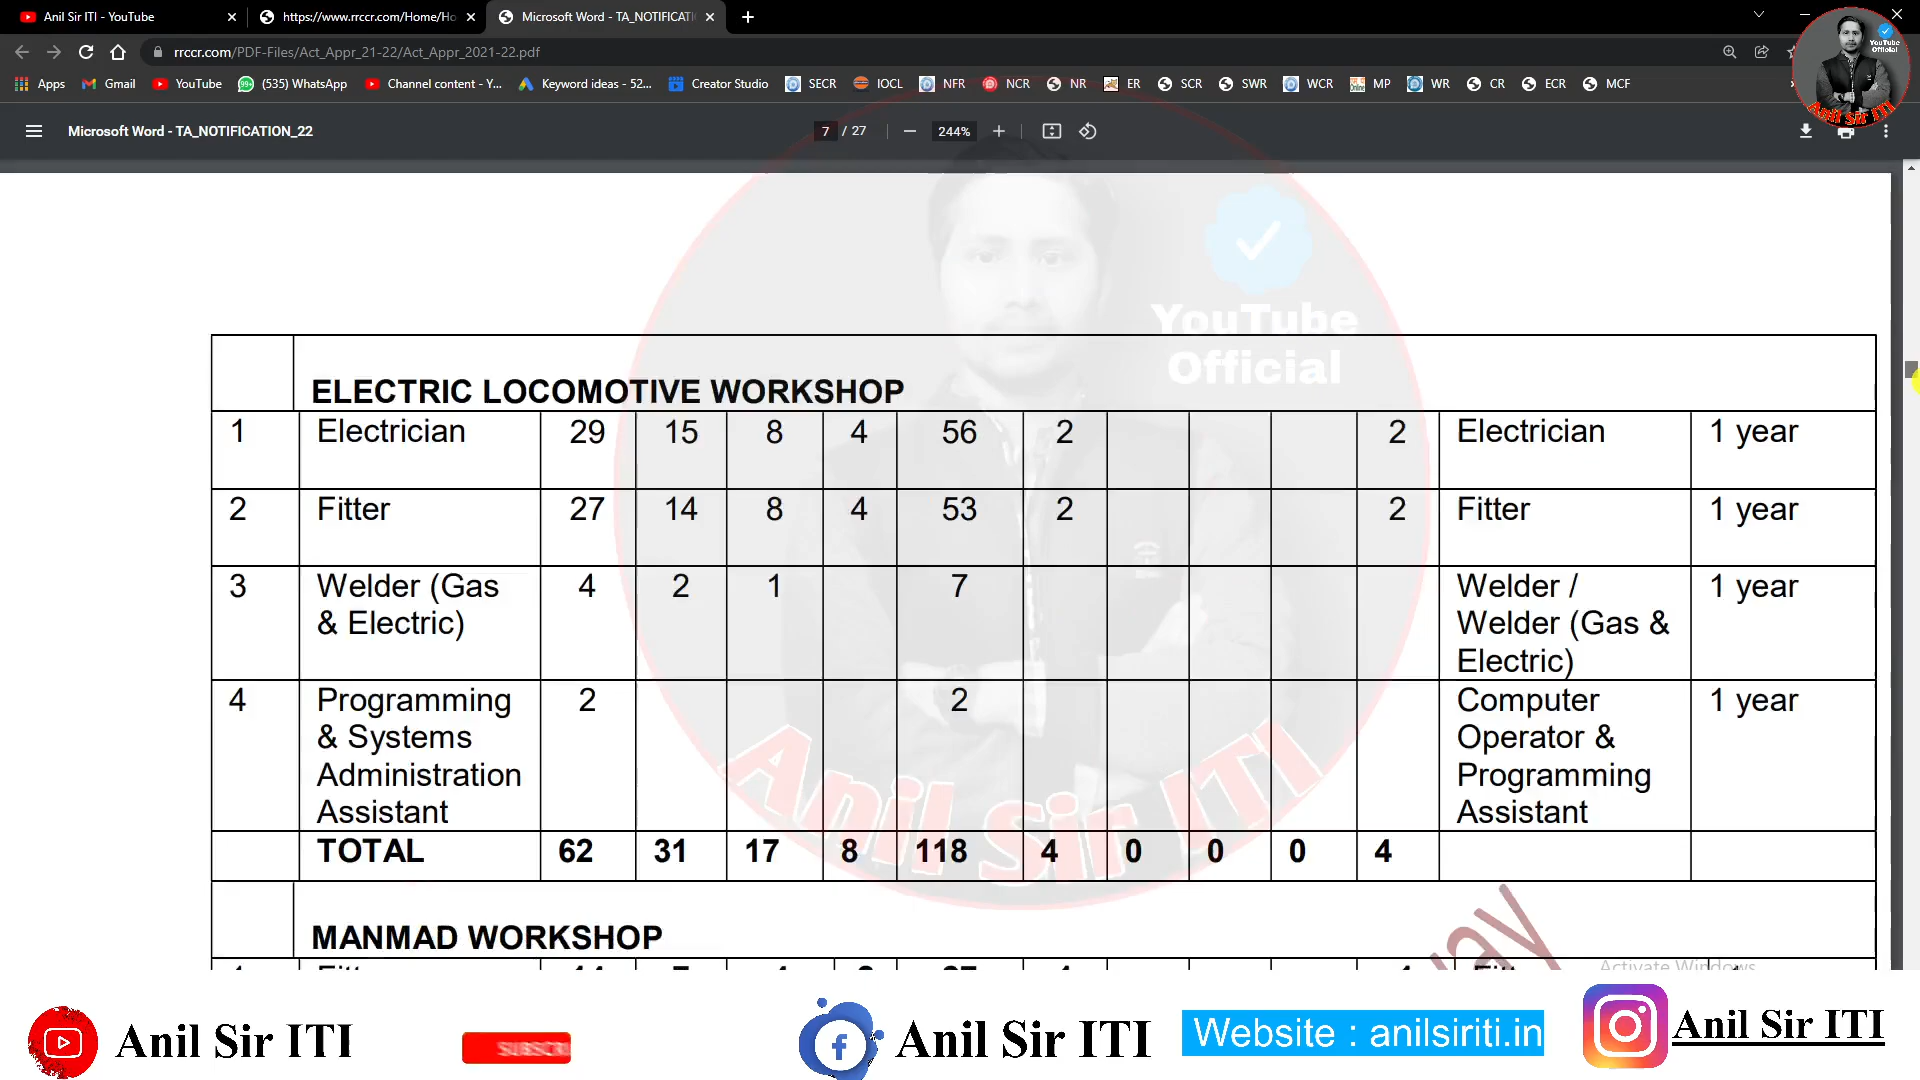 Anil Sir ITI - YouTube
https://www.rrccr.com/Home/Ho
Microsoft Word - TA_NOTIFICATI
rrccr.com/PDF-Files/Act_Appr_21-22/Act_Appr_2021-22.pdf
Apps Gmail YouTube (535) WhatsApp Channel content - Y... Keyword ideas - 52... Creator Studio SECR IOCL NFR NCR NR ER SCR SWR WCR MP WR CR ECR MCF
YouTube
Official
Anil Sir ITI
Microsoft Word - TA_NOTIFICATION_22
7 / 27
244%
YouTube
Official
ELECTRIC LOCOMOTIVE WORKSHOP
1 Electrician 29 15 8 4 56 2 2 Electrician 1 year
2 Fitter 27 14 8 4 53 2 2 Fitter 1 year
3 Welder (Gas 4 2 1 7 Welder / 1 year
& Electric) Welder (Gas &
Electric)
4 Programming 2 2 Computer 1 year
& Systems Operator &
Administration Programming
Assistant Assistant
Anil Sir ITI
TOTAL 62 31 17 8 118 4 0 0 0 4
MANMAD WORKSHOP
Activate Windows
Anil Sir ITI
Anil Sir ITI
Website : anilsiriti.in
Anil Sir ITI